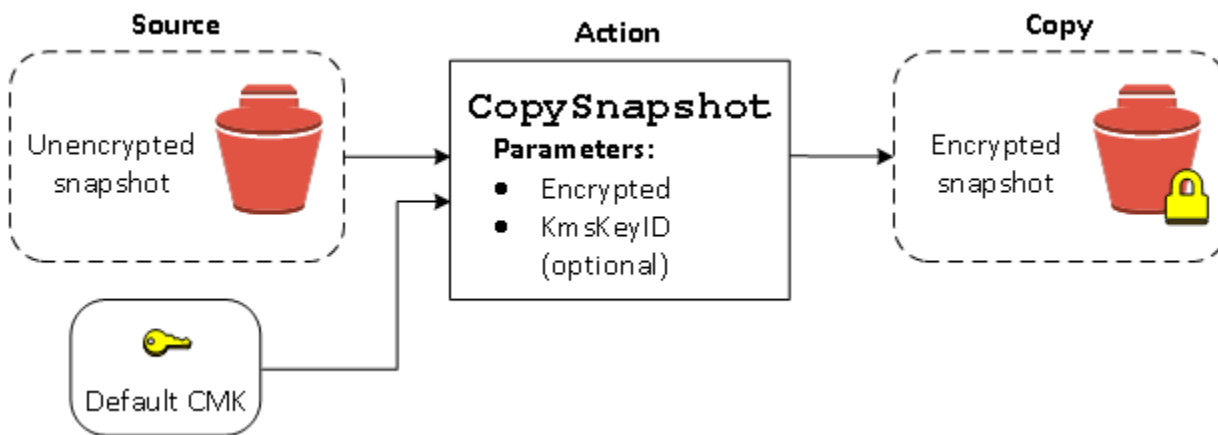 Source
Unencrypted
snapshot
Default CMK
Action
CopySnapshot
Parameters:
● Encrypted
● KmsKeyID
(optional)
Copy
Encrypted
snapshot